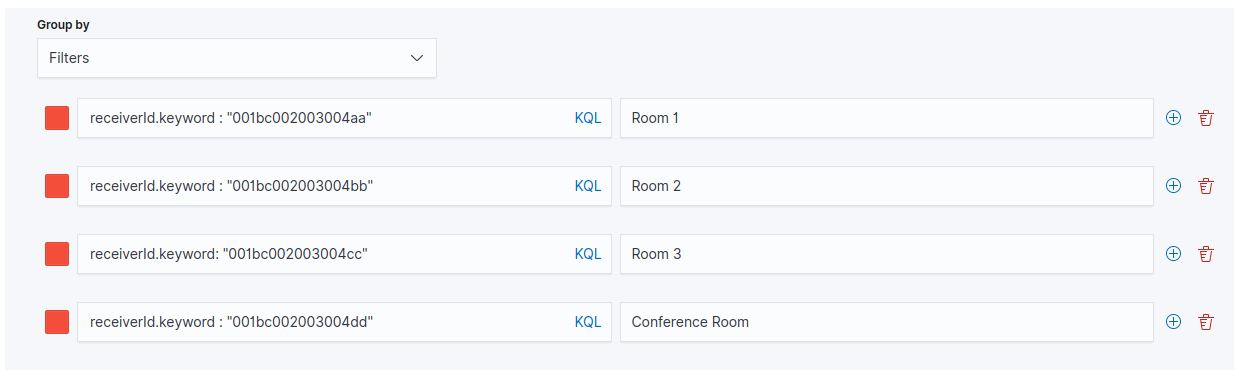 Group by
Filters
receiverId.keyword : "001bc002003004aa" KQL Room 1
receiverId.keyword : "001bc002003004bb" KQL Room 2
receiverId.keyword: "001bc002003004cc" KQL Room 3
receiverId.keyword : "001bc002003004dd" KQL Conference Room